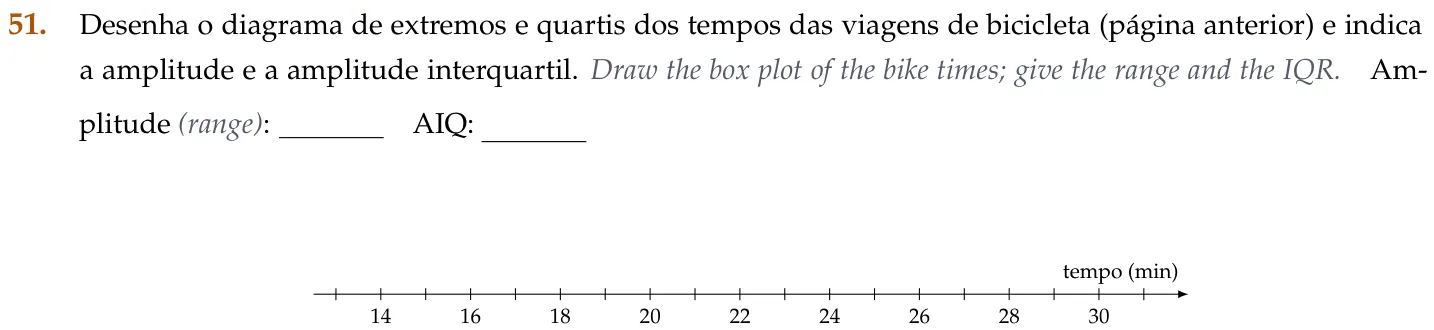 51. Desenha o diagrama de extremos e quartis dos tempos das viagens de bicicleta (página anterior) e indica
a amplitude e a amplitude interquartil. Draw the box plot of the bike times; give the range and the IQR. Am-
plitude (range): ________ AIQ: ________
tempo (min)
14 16 18 20 22 24 26 28 30